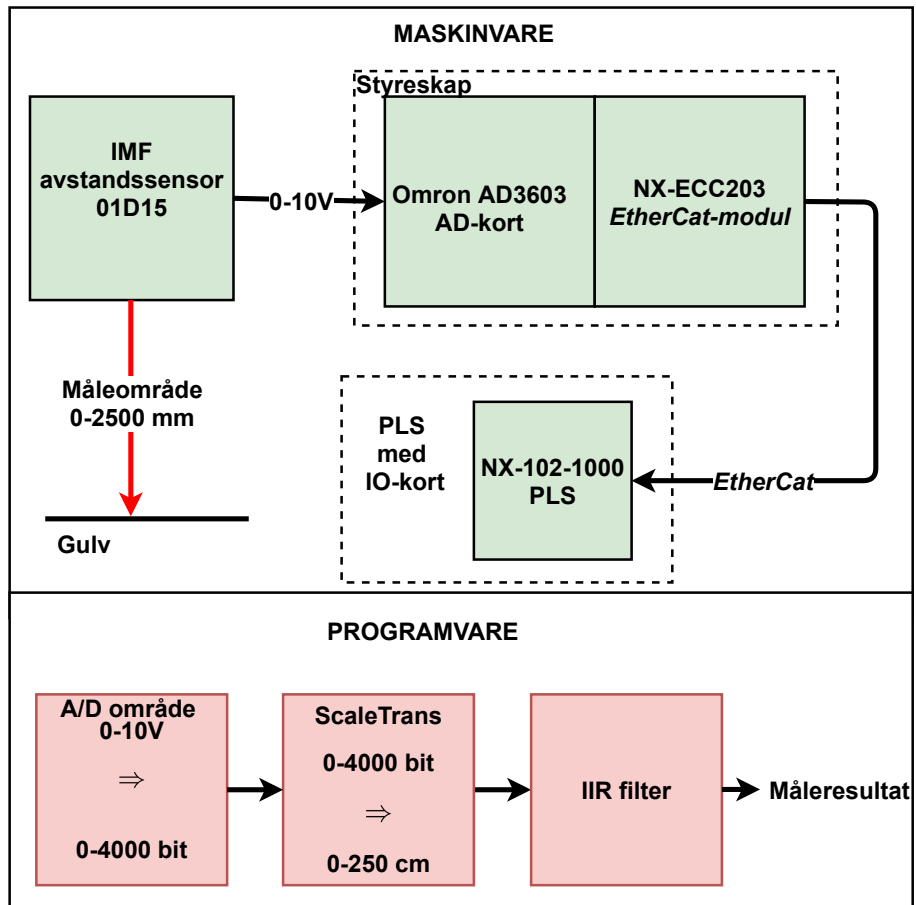 MASKINVARE
Styreskap
IMF
avstandssensor
01D15
0-10V
Omron AD3603
AD-kort
NX-ECC203
EtherCat-modul
Måleområde
0-2500 mm
Gulv
PLS
med
IO-kort
NX-102-1000
PLS
EtherCat
PROGRAMVARE
A/D område
0-10V
⇒
0-4000 bit
ScaleTrans
0-4000 bit
⇒
0-250 cm
IIR filter
Måleresultat